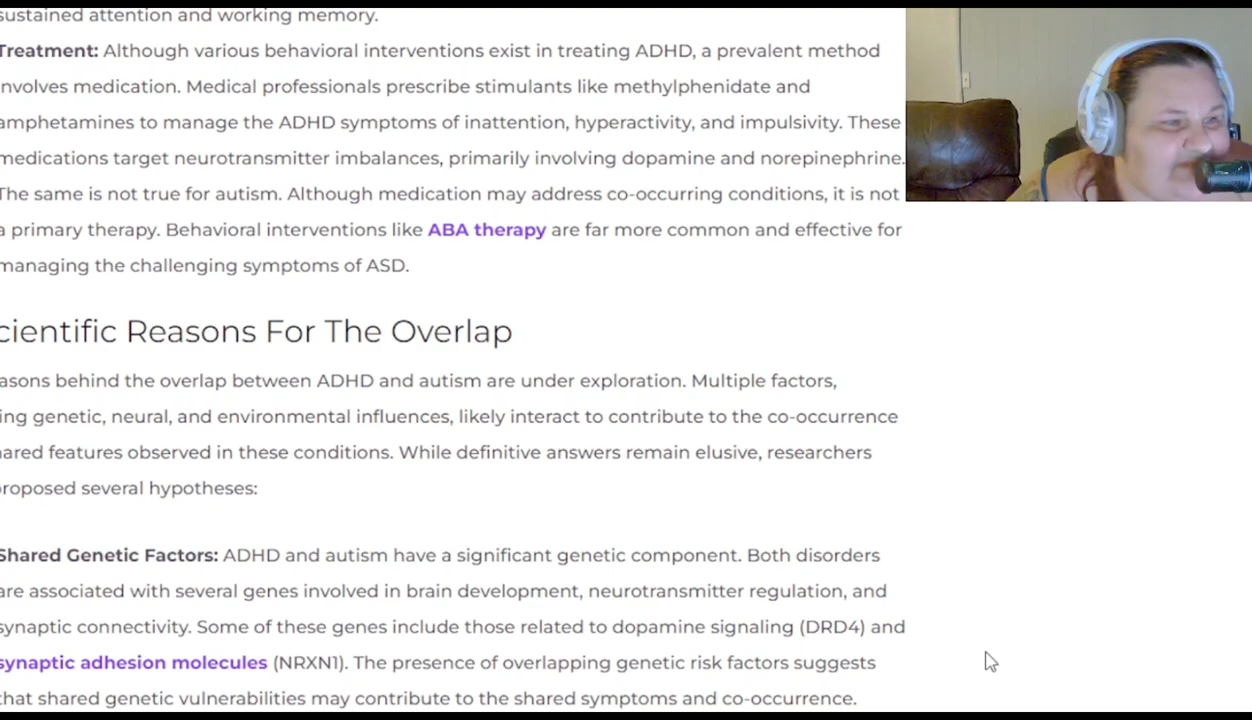 sustained attention and working memory.
Treatment: Although various behavioral interventions exist in treating ADHD, a prevalent method
nvolves medication. Medical professionals prescribe stimulants like methylphenidate and
amphetamines to manage the ADHD symptoms of inattention, hyperactivity, and impulsivity. These
medications target neurotransmitter imbalances, primarily involving dopamine and norepinephrine.
The same is not true for autism. Although medication may address co-occurring conditions, it is not
a primary therapy. Behavioral interventions like ABA therapy are far more common and effective for
managing the challenging symptoms of ASD.
cientific Reasons For The Overlap
asons behind the overlap between ADHD and autism are under exploration. Multiple factors,
ing genetic, neural, and environmental influences, likely interact to contribute to the co-occurrence
hared features observed in these conditions. While definitive answers remain elusive, researchers
proposed several hypotheses:
Shared Genetic Factors: ADHD and autism have a significant genetic component. Both disorders
are associated with several genes involved in brain development, neurotransmitter regulation, and
synaptic connectivity. Some of these genes include those related to dopamine signaling (DRD4) and
synaptic adhesion molecules (NRXN1). The presence of overlapping genetic risk factors suggests
that shared genetic vulnerabilities may contribute to the shared symptoms and co-occurrence.